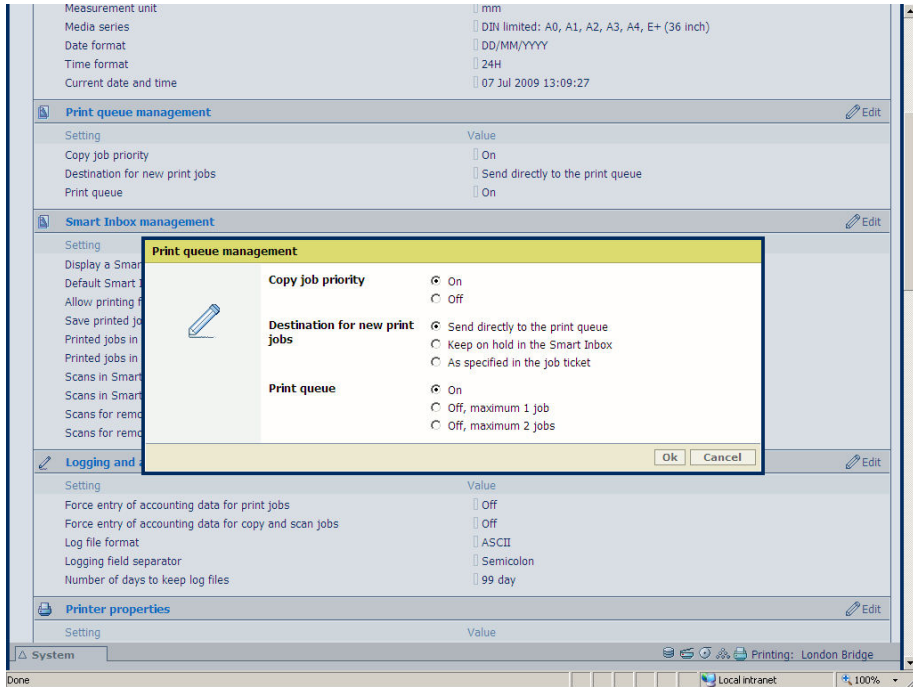 Measurement unit mm
Media series DIN limited: A0, A1, A2, A3, A4, E+ (36 inch)
Date format DD/MM/YYYY
Time format 24H
Current date and time 07 Jul 2009 13:09:27
Print queue management Edit
Setting Value
Copy job priority On
Destination for new print jobs Send directly to the print queue
Print queue On
Smart Inbox management Edit
Setting
Display a Smar
Default Smart I
Allow printing f
Save printed jo
Printed jobs in
Printed jobs in
Scans in Smart
Scans in Smart
Scans for remo
Scans for remo
Print queue management
Copy job priority On
Off
Destination for new print jobs Send directly to the print queue
Keep on hold in the Smart Inbox
As specified in the job ticket
Print queue On
Off, maximum 1 job
Off, maximum 2 jobs
Ok Cancel
Logging and a Edit
Setting Value
Force entry of accounting data for print jobs Off
Force entry of accounting data for copy and scan jobs Off
Log file format ASCII
Logging field separator Semicolon
Number of days to keep log files 99 day
Printer properties Edit
Setting Value
System Printing: London Bridge
Done Local intranet 100%